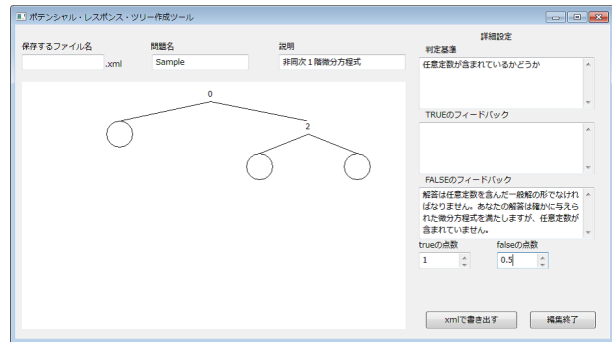 ポテンシャル・レスポンス・ツリー作成ツール
保存するファイル名
.xml
問題名
Sample
説明
非同次１階微分方程式
0
2
詳細設定
判定基準
任意定数が含まれているかどうか
TRUEのフィードバック
FALSEのフィードバック
解答は任意定数を含んだ一般解の形でなけれ
ばなりません。あなたの解答は確かに与えら
れた微分方程式を満たしますが、任意定数が
含まれていません。
trueの点数
falseの点数
1
0.5
xmlで書き出す
編集終了